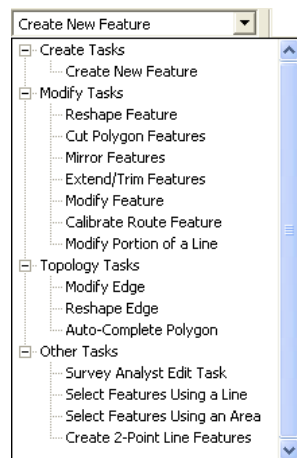 Create New Feature
Create Tasks
Create New Feature
Modify Tasks
Reshape Feature
Cut Polygon Features
Mirror Features
Extend/Trim Features
Modify Feature
Calibrate Route Feature
Modify Portion of a Line
Topology Tasks
Modify Edge
Reshape Edge
Auto-Complete Polygon
Other Tasks
Survey Analyst Edit Task
Select Features Using a Line
Select Features Using an Area
Create 2-Point Line Features